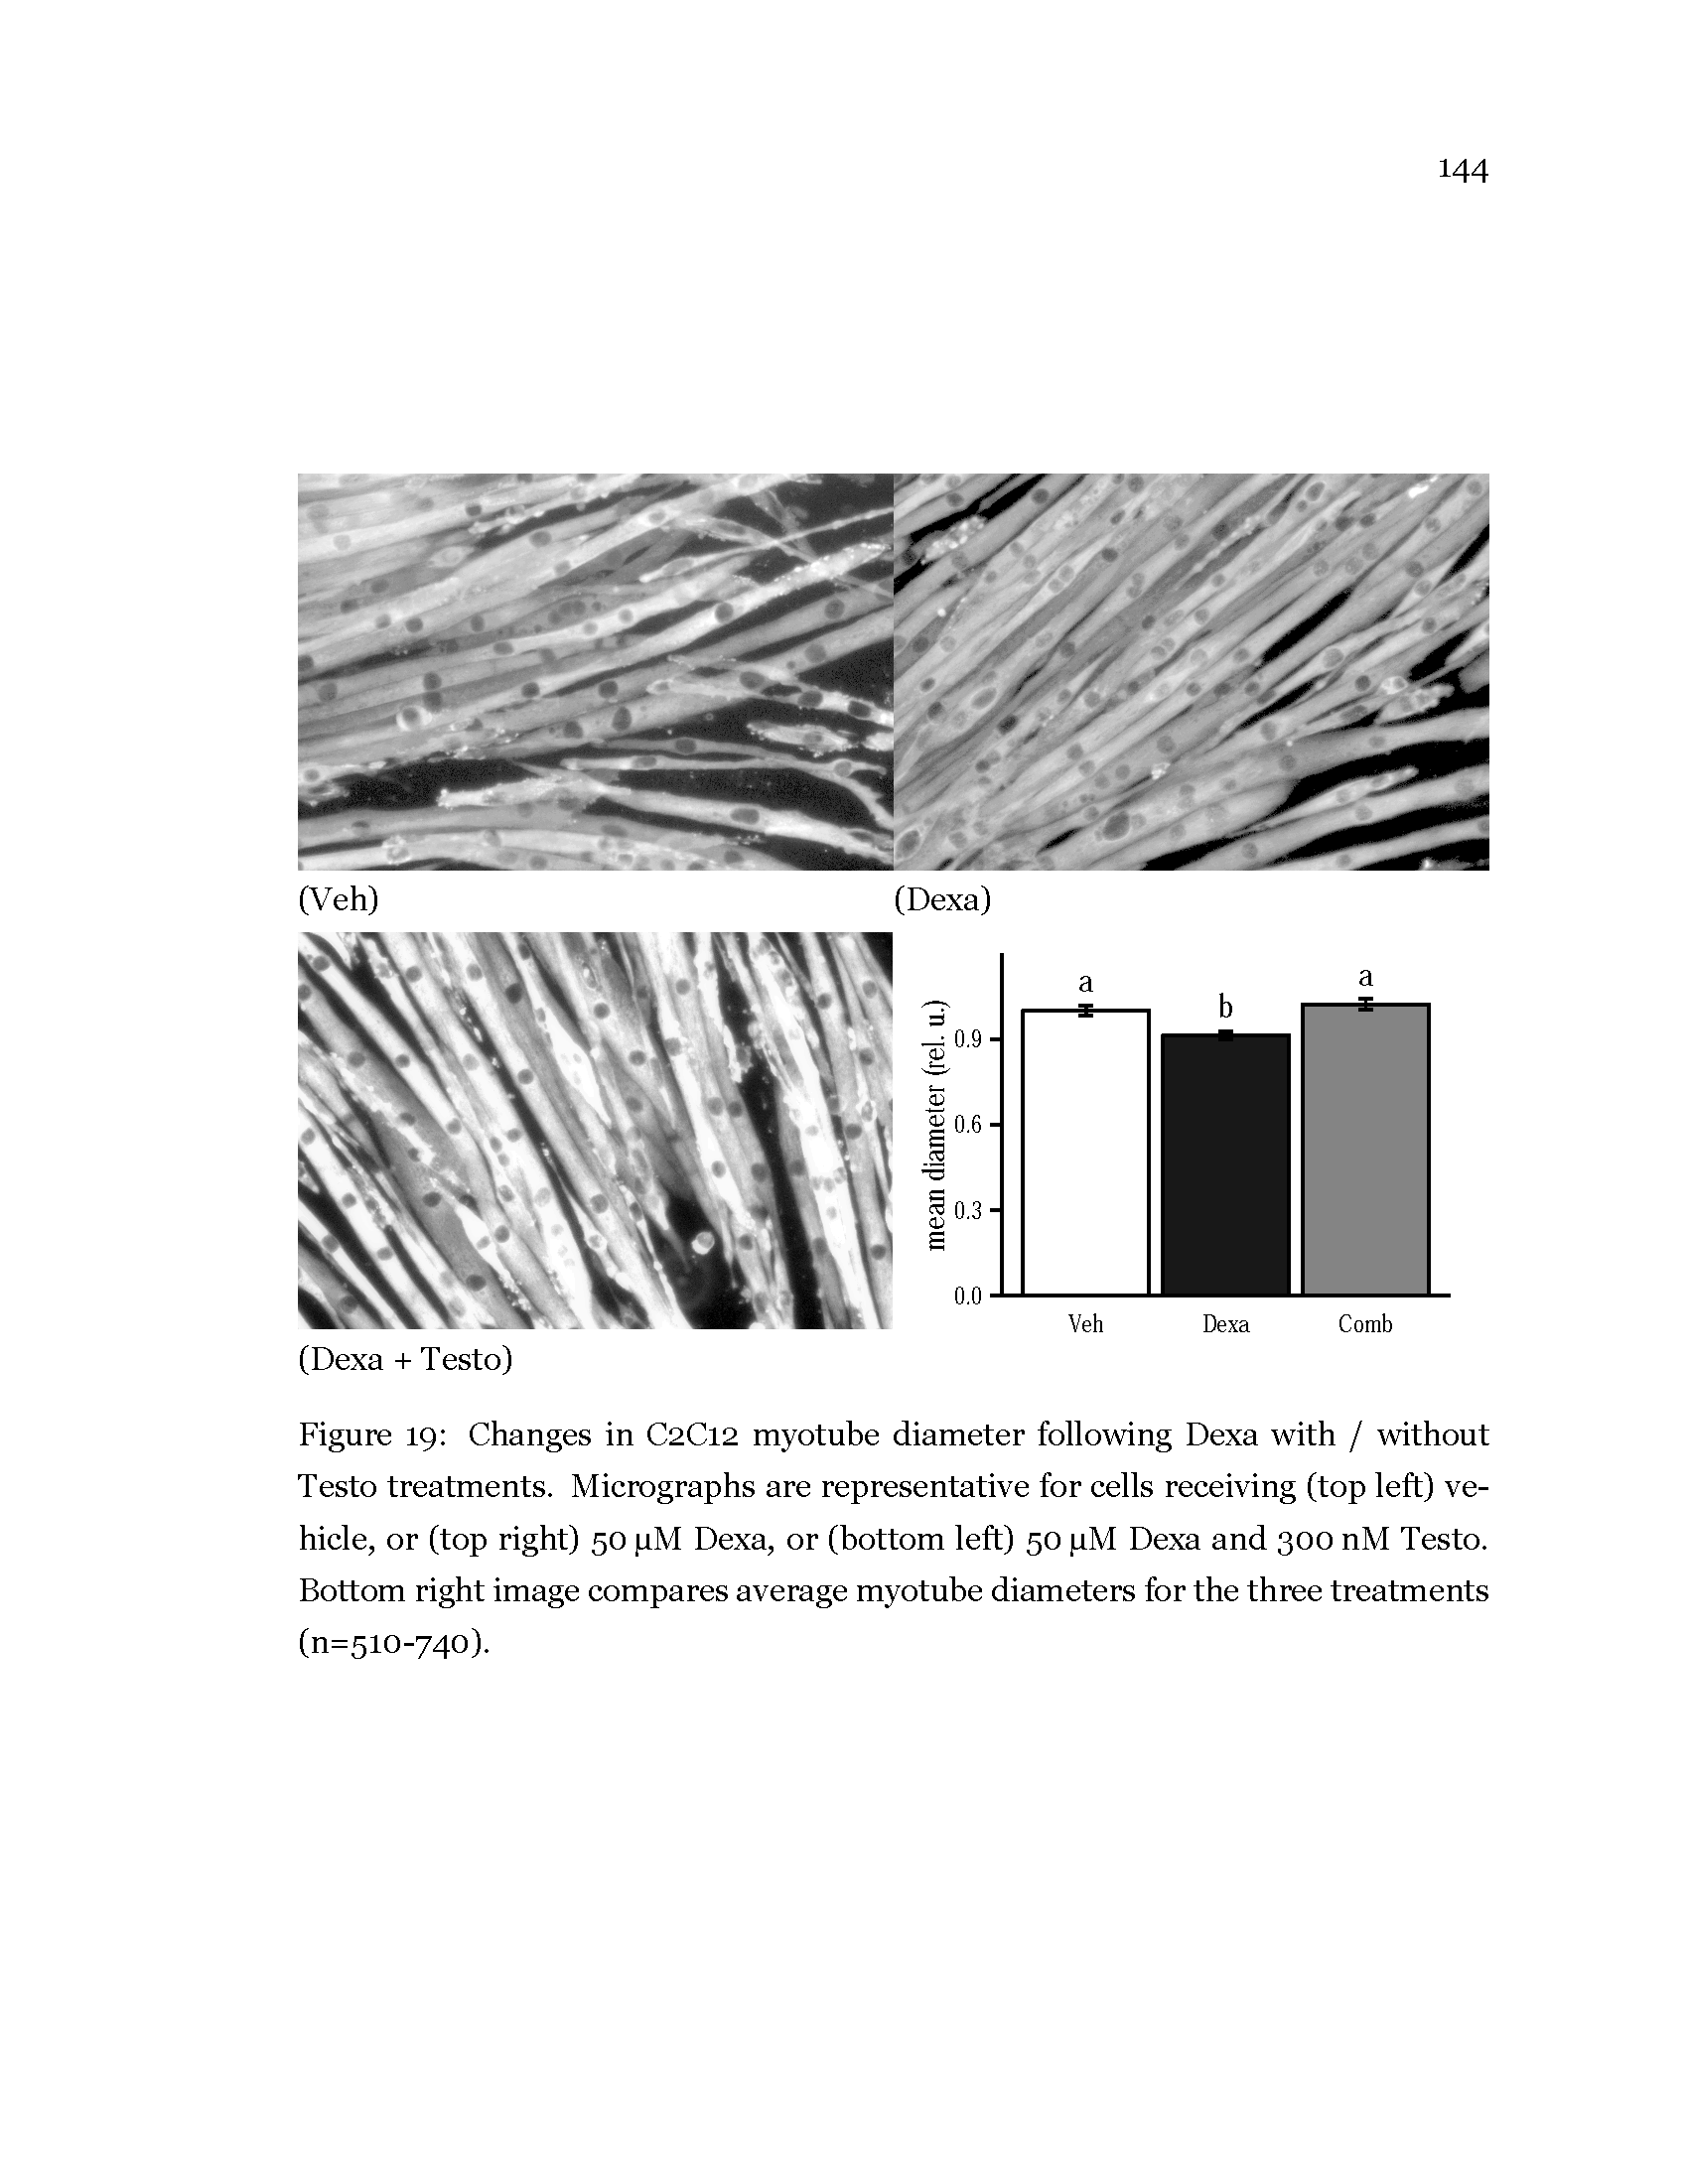 144
(Veh)
(Dexa)
(Dexa + Testo)
mean diameter (rel. u.)
0.9
0.6
0.3
0.0
a
b
a
Veh
Dexa
Comb
Figure 19: Changes in C2C12 myotube diameter following Dexa with / without
Testo treatments. Micrographs are representative for cells receiving (top left) ve-
hicle, or (top right) 50 µM Dexa, or (bottom left) 50 µM Dexa and 300 nM Testo.
Bottom right image compares average myotube diameters for the three treatments
(n=510-740).